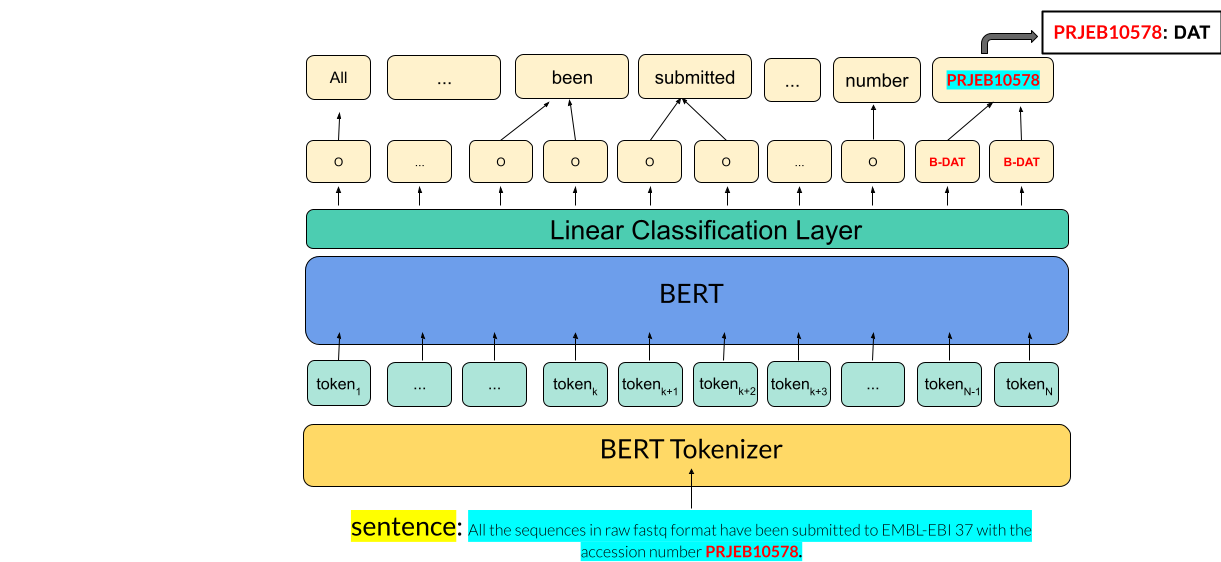 PRJEB10578: DAT
All ... been submitted ... number PRJEB10578
O ... O O O O ... O B-DAT B-DAT
Linear Classification Layer
BERT
token1 ... ... tokenk tokenk+1 tokenk+2 tokenk+3 ... tokenN-1 tokenN
BERT Tokenizer
sentence: All the sequences in raw fastq format have been submitted to EMBL-EBI 37 with the
accession number PRJEB10578.